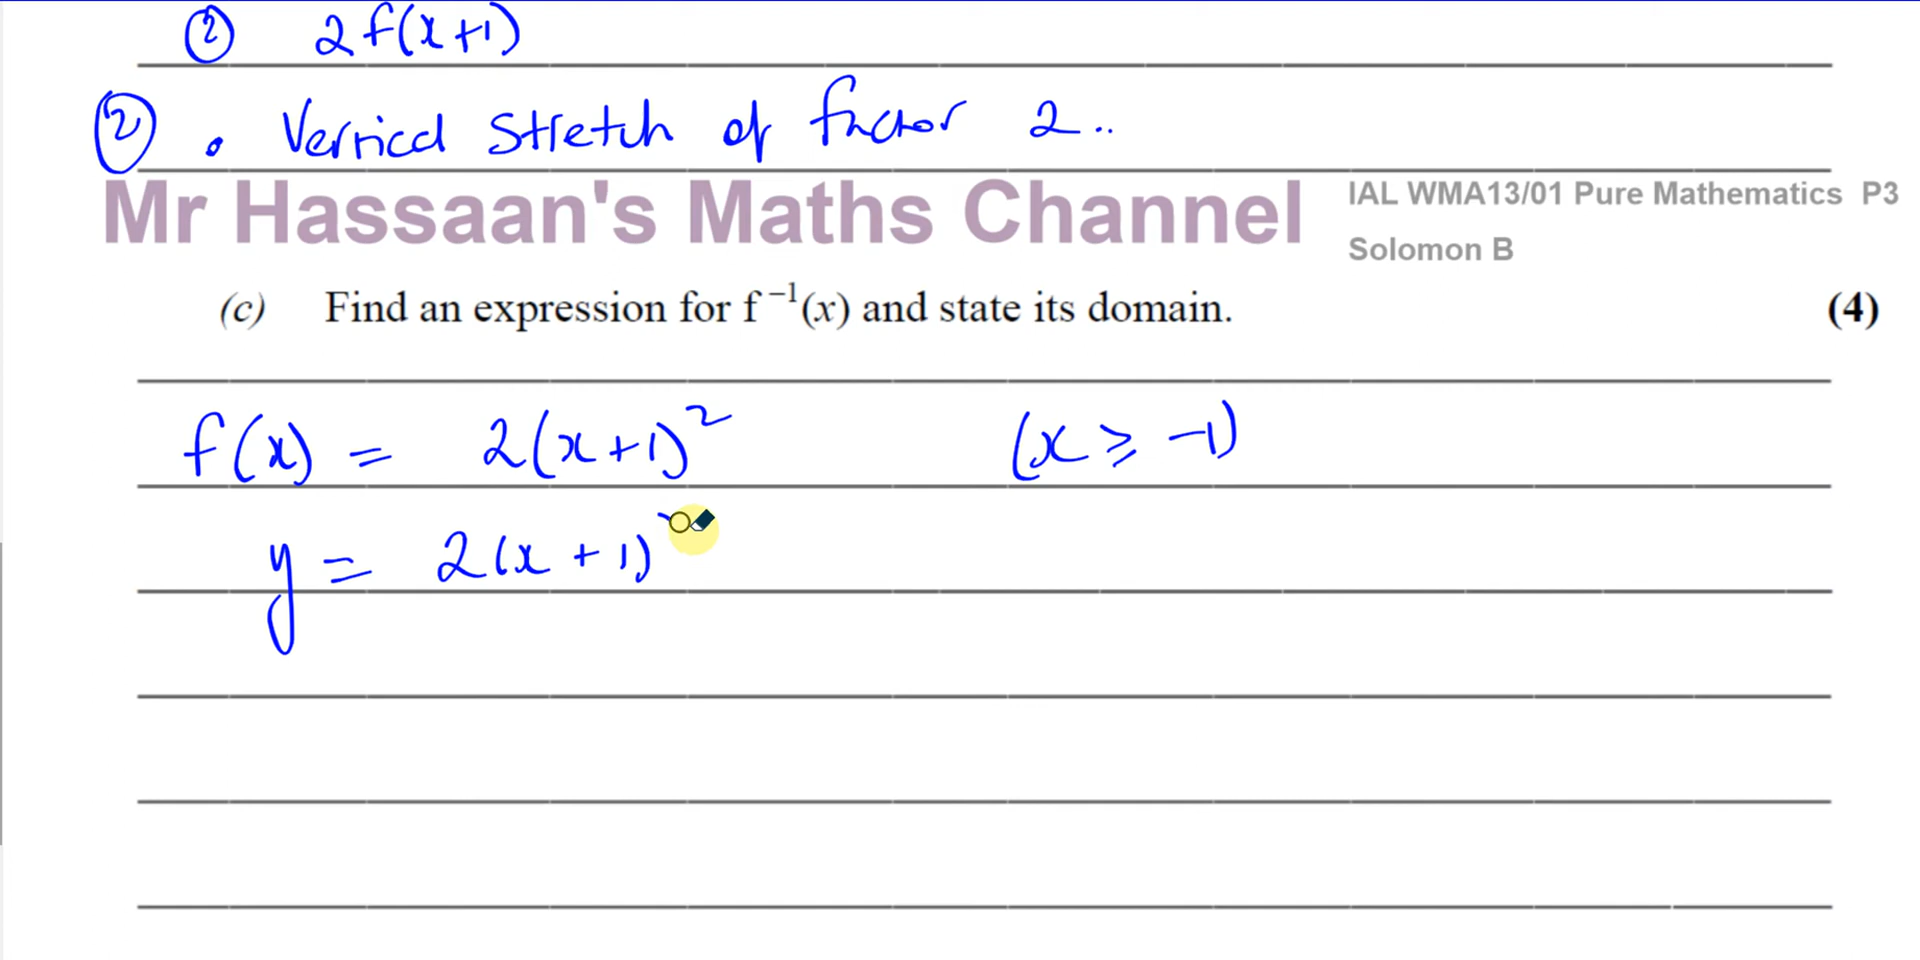 ② 2f(x+1)
② • Vertical stretch of factor 2..
Mr Hassaan's Maths Channel
IAL WMA13/01 Pure Mathematics P3
Solomon B
(c) Find an expression for f⁻¹(x) and state its domain. (4)
f(x) = 2(x+1)² (x ⩾ -1)
y = 2(x + 1)